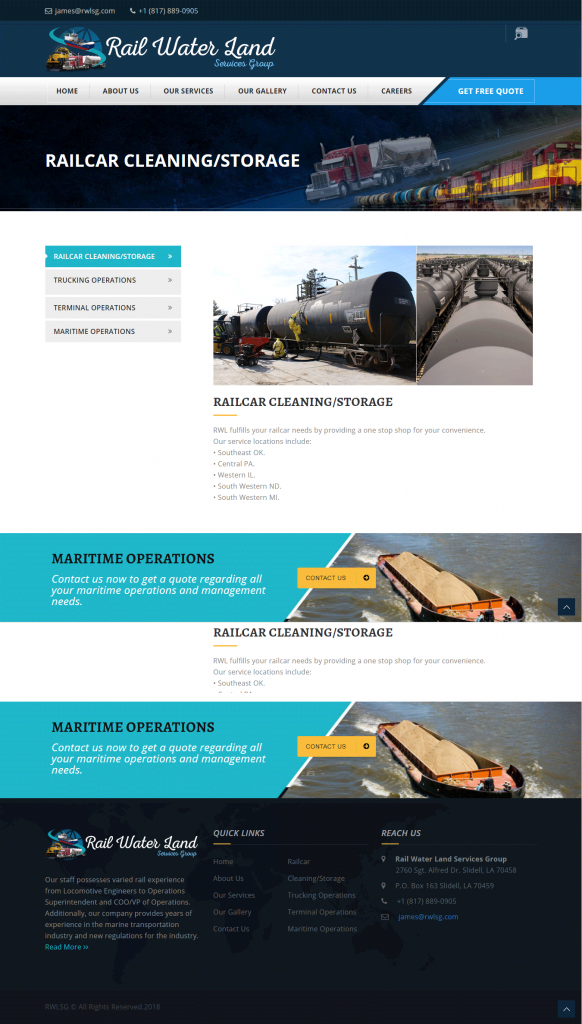 james@rwlsg.com +1 (817) 889-0905
Rail Water Land
Services Group
HOME ABOUT US OUR SERVICES OUR GALLERY CONTACT US CAREERS GET FREE QUOTE
RAILCAR CLEANING/STORAGE
RAILCAR CLEANING/STORAGE »
TRUCKING OPERATIONS »
TERMINAL OPERATIONS »
MARITIME OPERATIONS »
RAILCAR CLEANING/STORAGE
RWL fulfills your railcar needs by providing a one stop shop for your convenience.
Our service locations include:
• Southeast OK.
• Central PA.
• Western IL.
• South Western ND.
• South Western MI.
MARITIME OPERATIONS
Contact us now to get a quote regarding all
your maritime operations and management
needs.
CONTACT US
RAILCAR CLEANING/STORAGE
RWL fulfills your railcar needs by providing a one stop shop for your convenience.
Our service locations include:
• Southeast OK.
MARITIME OPERATIONS
Contact us now to get a quote regarding all
your maritime operations and management
needs.
CONTACT US
Rail Water Land
Services Group
Our staff possesses varied rail experience
from Locomotive Engineers to Operations
Superintendent and COO/VP of Operations.
Additionally, our company provides years of
experience in the marine transportation
industry and new regulations for the industry.
Read More »
QUICK LINKS
Home
About Us
Our Services
Our Gallery
Contact Us
Railcar
Cleaning/Storage
Trucking Operations
Terminal Operations
Maritime Operations
REACH US
Rail Water Land Services Group
2760 Sgt. Alfred Dr. Slidell, LA 70458
P.O. Box 163 Slidell, LA 70459
+1 (817) 889-0905
james@rwlsg.com
RWLSG © All Rights Reserved.2018